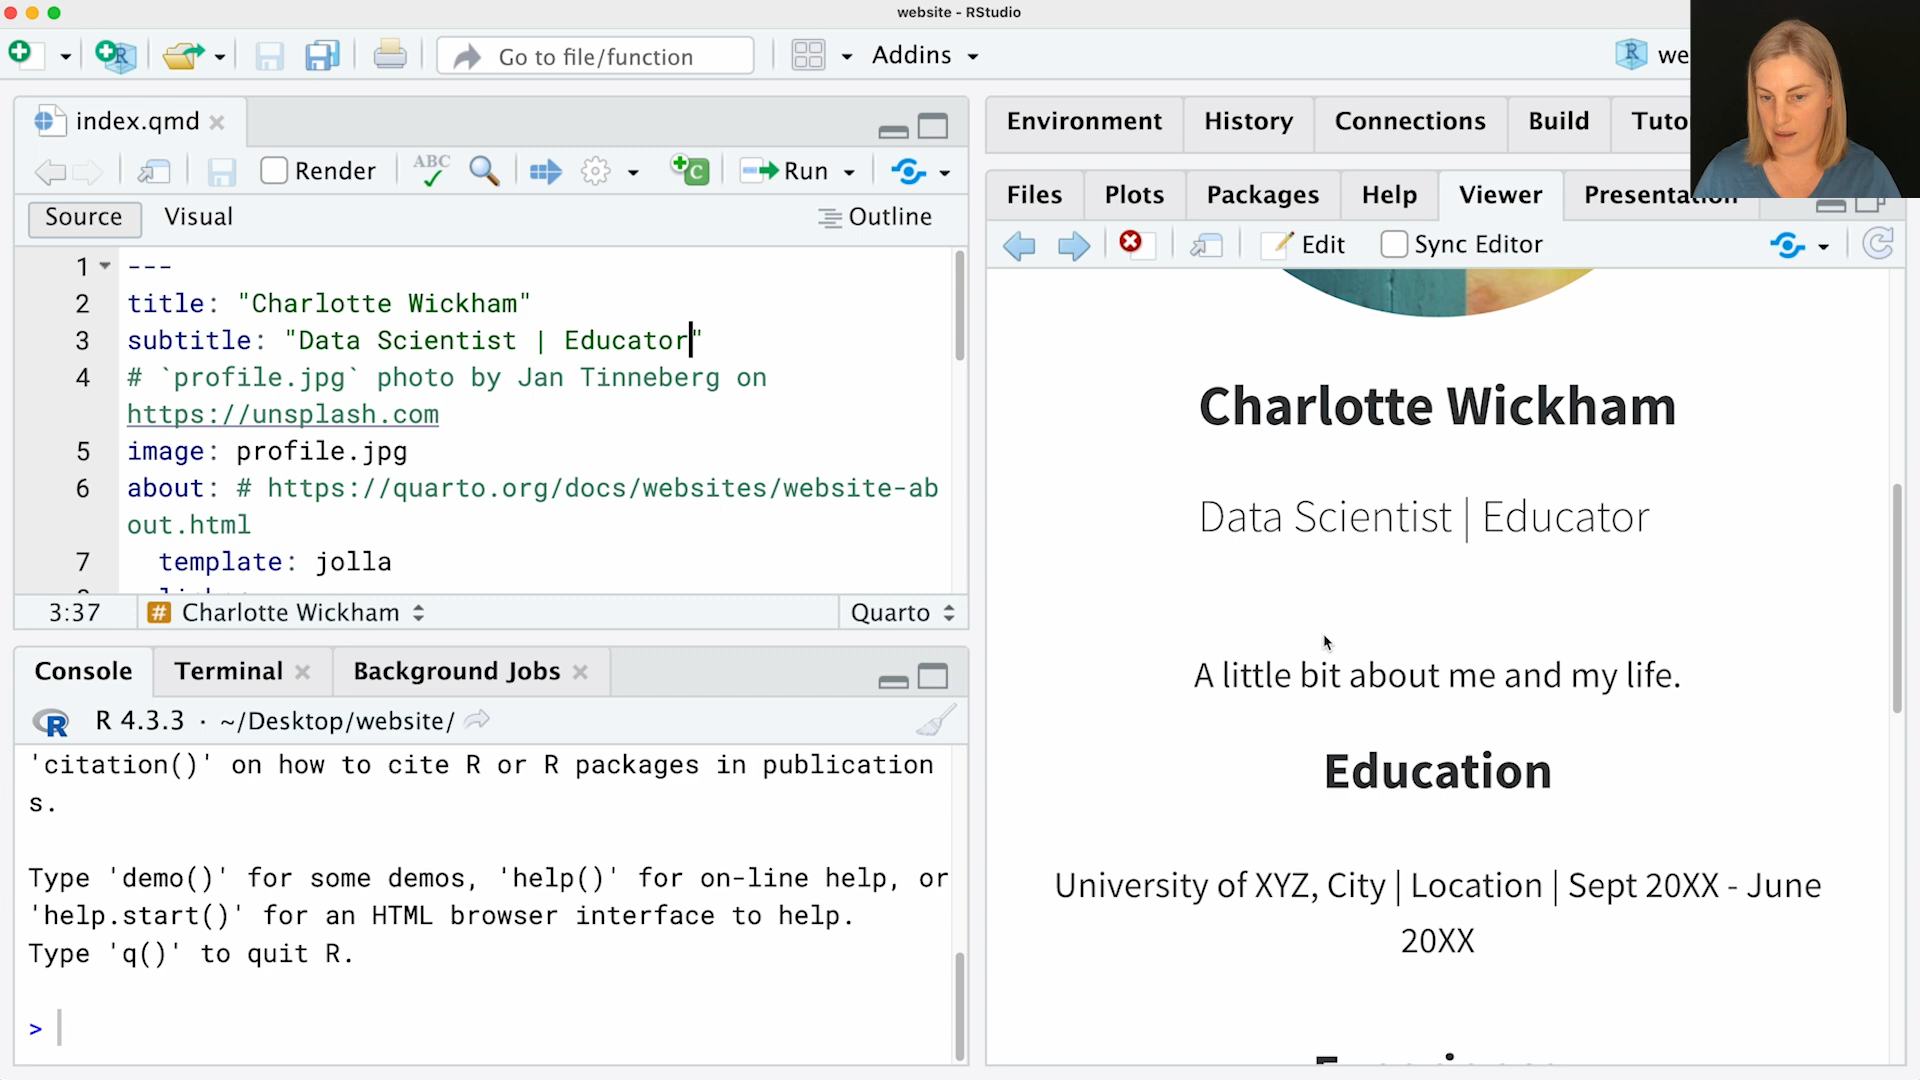 website - RStudio
Go to file/function
Addins
we
index.qmd
Render
ABC
Run
Source
Visual
Outline
1 ---
2 title: "Charlotte Wickham"
3 subtitle: "Data Scientist | Educator"
4 # `profile.jpg` photo by Jan Tinneberg on
https://unsplash.com
5 image: profile.jpg
6 about: # https://quarto.org/docs/websites/website-ab
out.html
7 template: jolla
3:37
# Charlotte Wickham
Quarto
Console
Terminal
Background Jobs
R 4.3.3 · ~/Desktop/website/
'citation()' on how to cite R or R packages in publication
s.
Type 'demo()' for some demos, 'help()' for on-line help, or
'help.start()' for an HTML browser interface to help.
Type 'q()' to quit R.
>
Environment
History
Connections
Build
Tuto
Files
Plots
Packages
Help
Viewer
Presentation
Edit
Sync Editor
Charlotte Wickham
Data Scientist | Educator
A little bit about me and my life.
Education
University of XYZ, City | Location | Sept 20XX - June
20XX